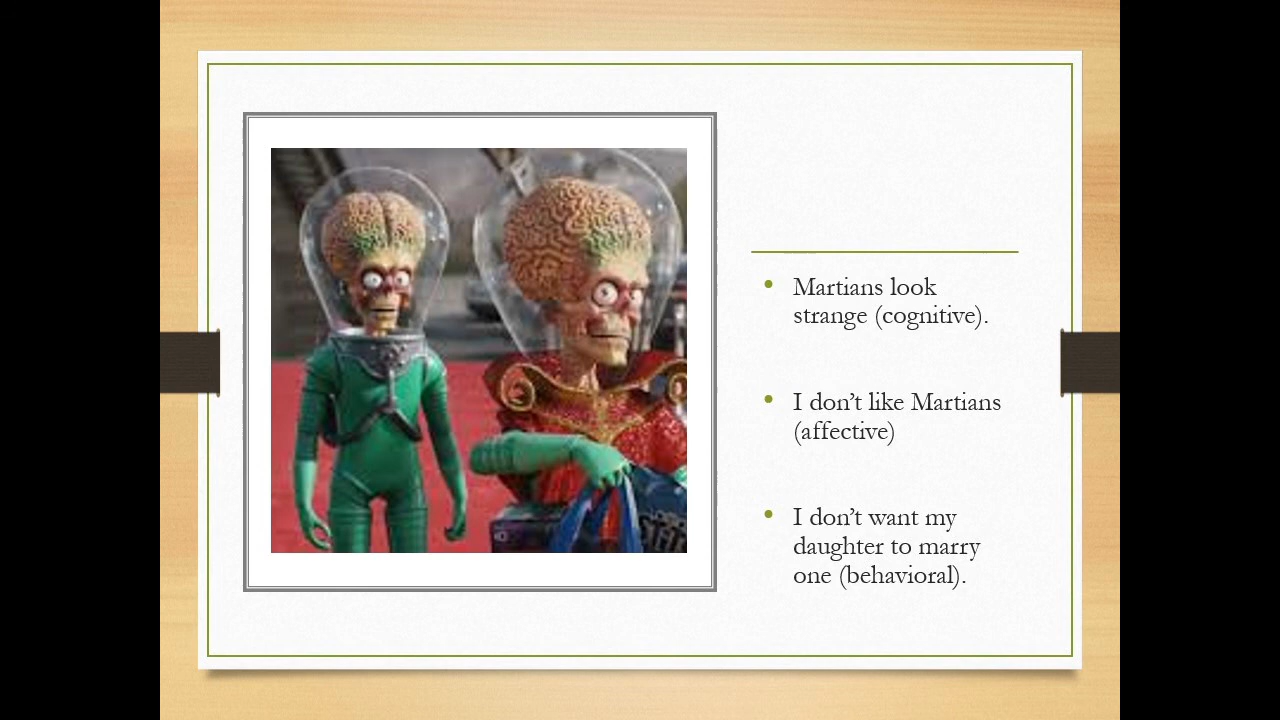 Martians look
strange (cognitive).
I don’t like Martians
(affective)
I don’t want my
daughter to marry
one (behavioral).